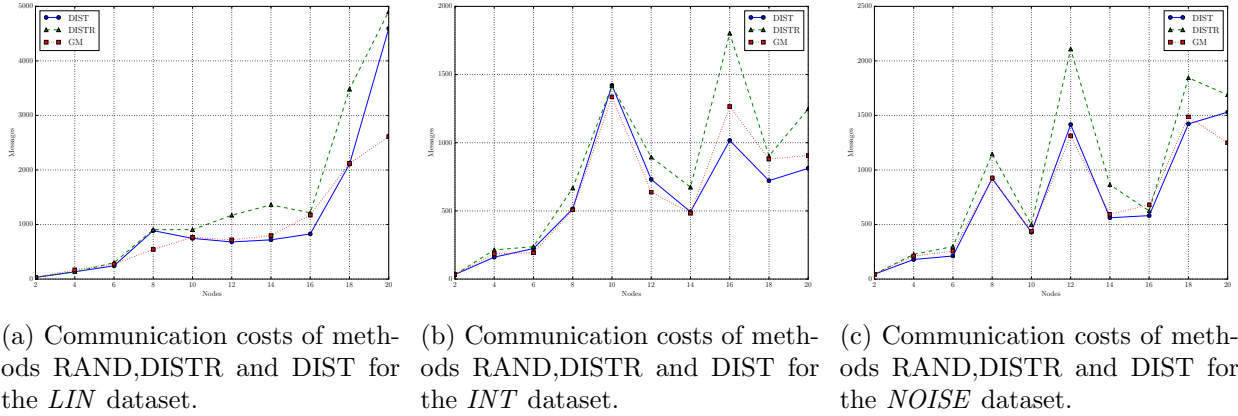 5000
4000
3000
2000
1000
0
Messages
2 4 6 8 10 12 14 16 18 20
Nodes
DIST
DISTR
GM
2000
1500
1000
500
0
Messages
2 4 6 8 10 12 14 16 18 20
Nodes
DIST
DISTR
GM
2500
2000
1500
1000
500
0
Messages
2 4 6 8 10 12 14 16 18 20
Nodes
DIST
DISTR
GM
(a) Communication costs of meth-
ods RAND,DISTR and DIST for
the LIN dataset.
(b) Communication costs of meth-
ods RAND,DISTR and DIST for
the INT dataset.
(c) Communication costs of meth-
ods RAND,DISTR and DIST for
the NOISE dataset.